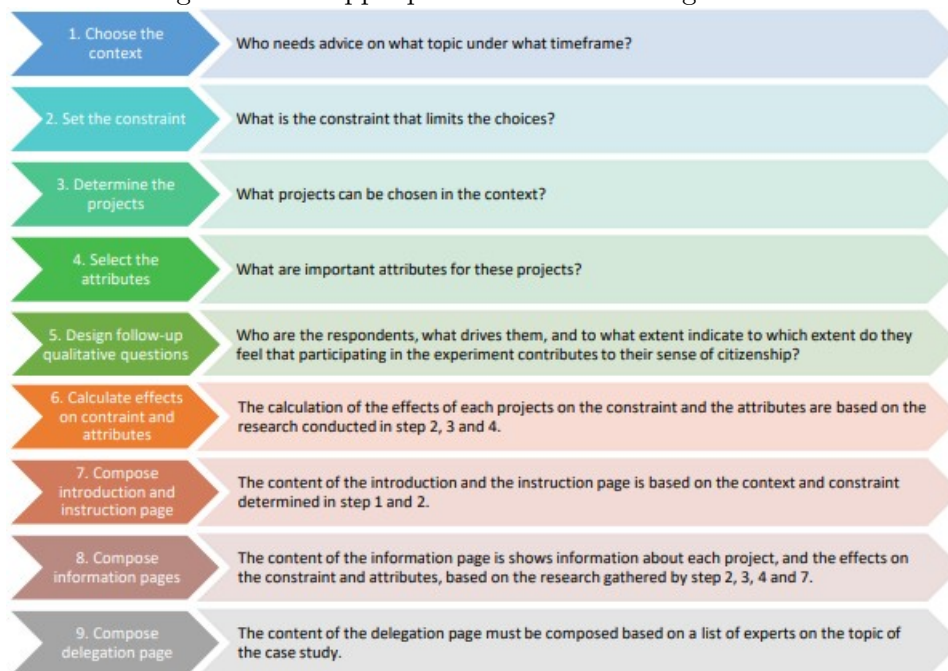 1. Choose the
context
Who needs advice on what topic under what timeframe?
2. Set the constraint
What is the constraint that limits the choices?
3. Determine the
projects
What projects can be chosen in the context?
4. Select the
attributes
What are important attributes for these projects?
5. Design follow-up
qualitative questions
Who are the respondents, what drives them, and to what extent indicate to which extent do they
feel that participating in the experiment contributes to their sense of citizenship?
6. Calculate effects
on contraint and
attributes
The calculation of the effects of each projects on the constraint and the attributes are based on the
research conducted in step 2, 3 and 4.
7. Compose
introduction and
instruction page
The content of the introduction and the instruction page is based on the context and constraint
determined in step 1 and 2.
8. Compose
information pages
The content of the information page is shows information about each project, and the effects on
the constraint and attributes, based on the research gathered by step 2, 3, 4 and 7.
9. Compose
delegation page
The content of the delegation page must be composed based on a list of experts on the topic of
the case study.